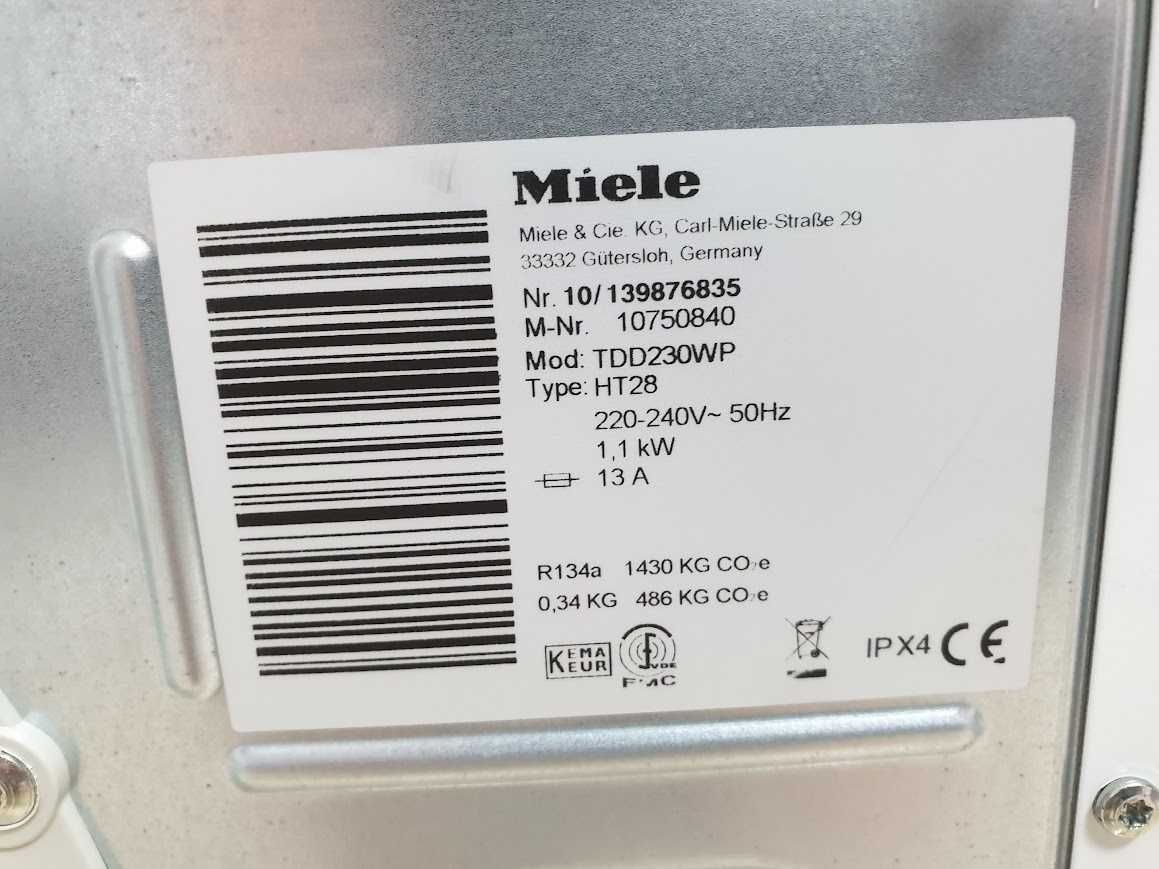 Miele
Miele & Cie. KG, Carl-Miele-Straße 29
33332 Gütersloh, Germany
Nr. 10/139876835
M-Nr. 10750840
Mod: TDD230WP
Type: HT28
220-240V~ 50Hz
1,1 kW
13 A
R134a 1430 KG CO₂e
0,34 KG 486 KG CO₂e
KEMA KEUR
VDE
EMC
IPX4 CE